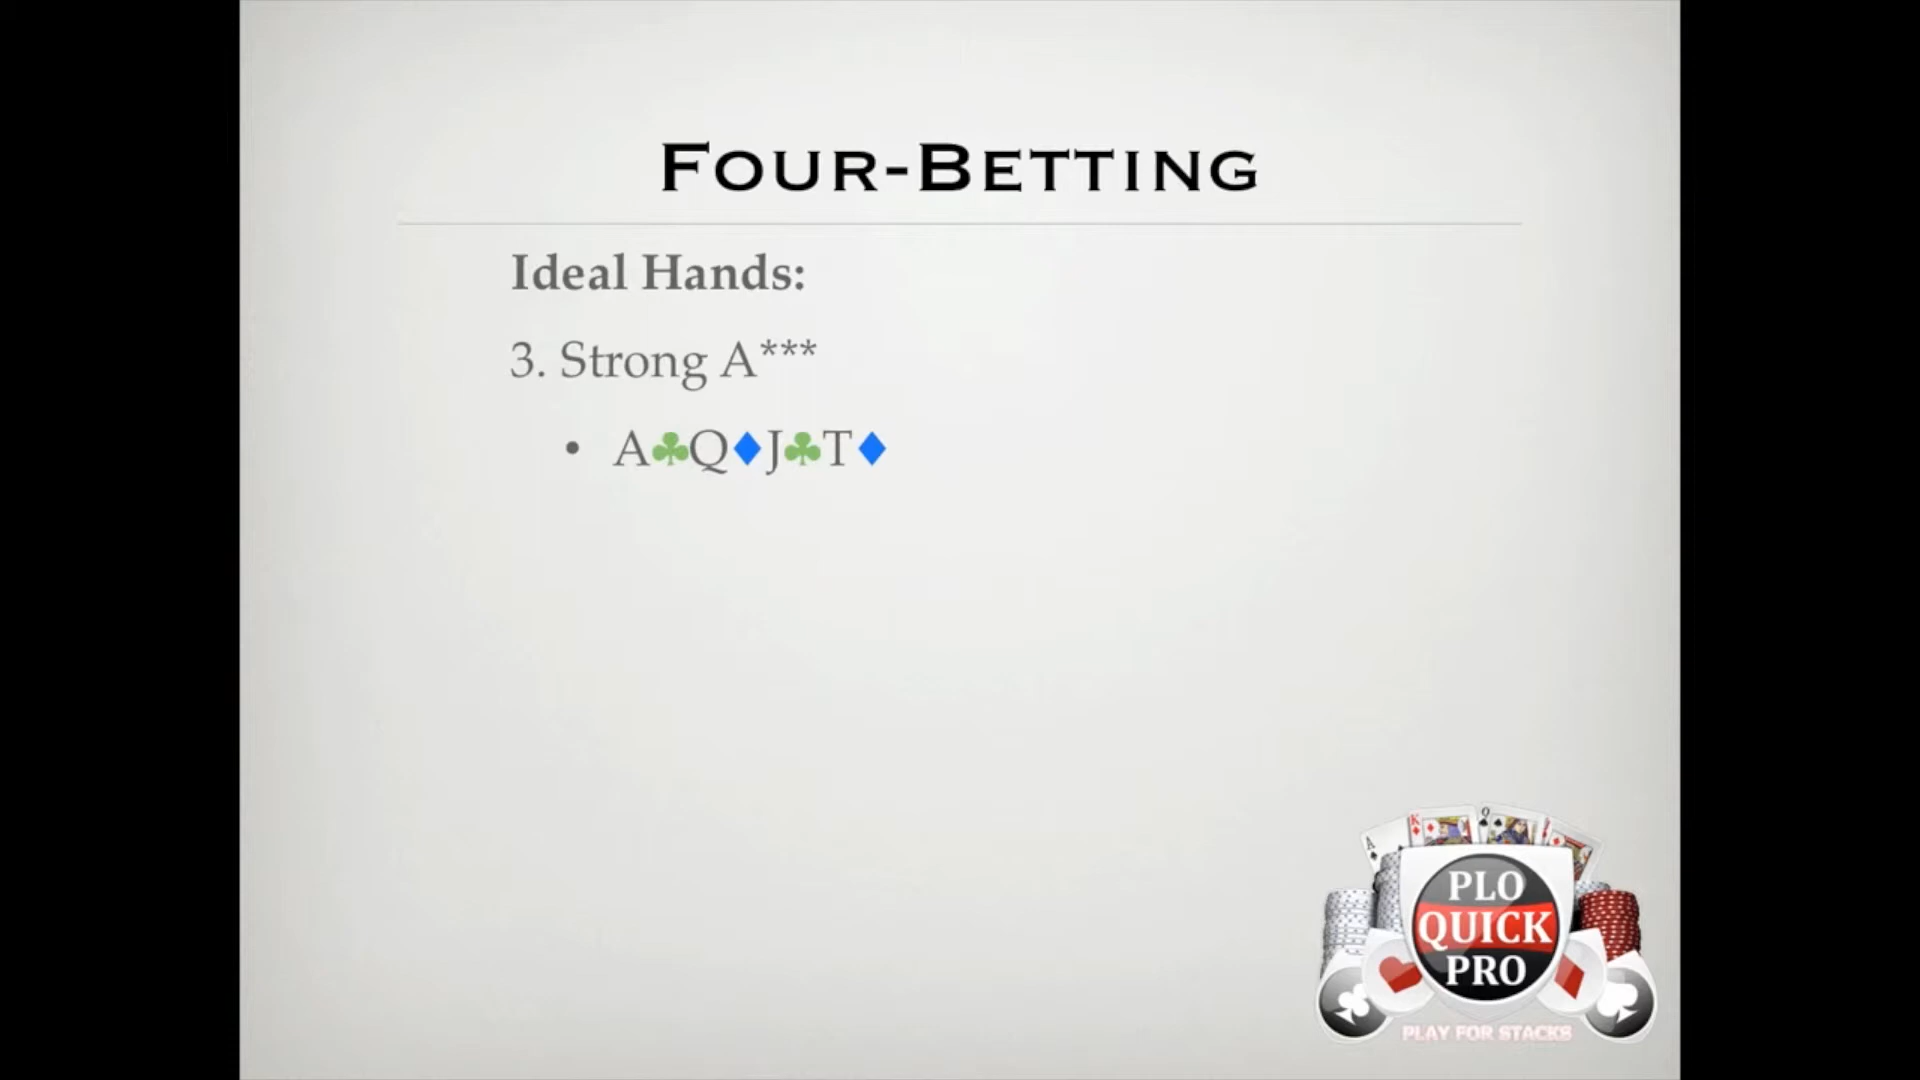 Four-Betting
Ideal Hands:
3. Strong A***
• A♣Q♦J♣T♦
A K Q
PLO
QUICK
PRO
PLAY FOR STACKS